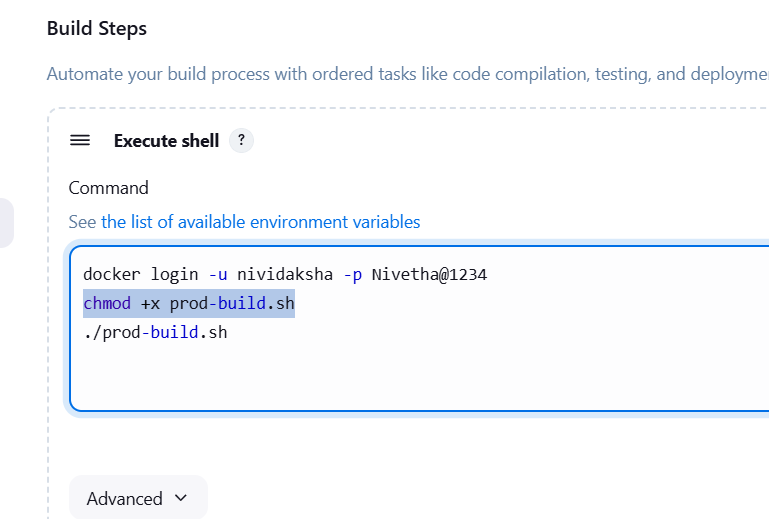 Build Steps
Automate your build process with ordered tasks like code compilation, testing, and deployme
Execute shell ?
Command
See the list of available environment variables
docker login -u nividaksha -p Nivetha@1234
chmod +x prod-build.sh
./prod-build.sh
Advanced